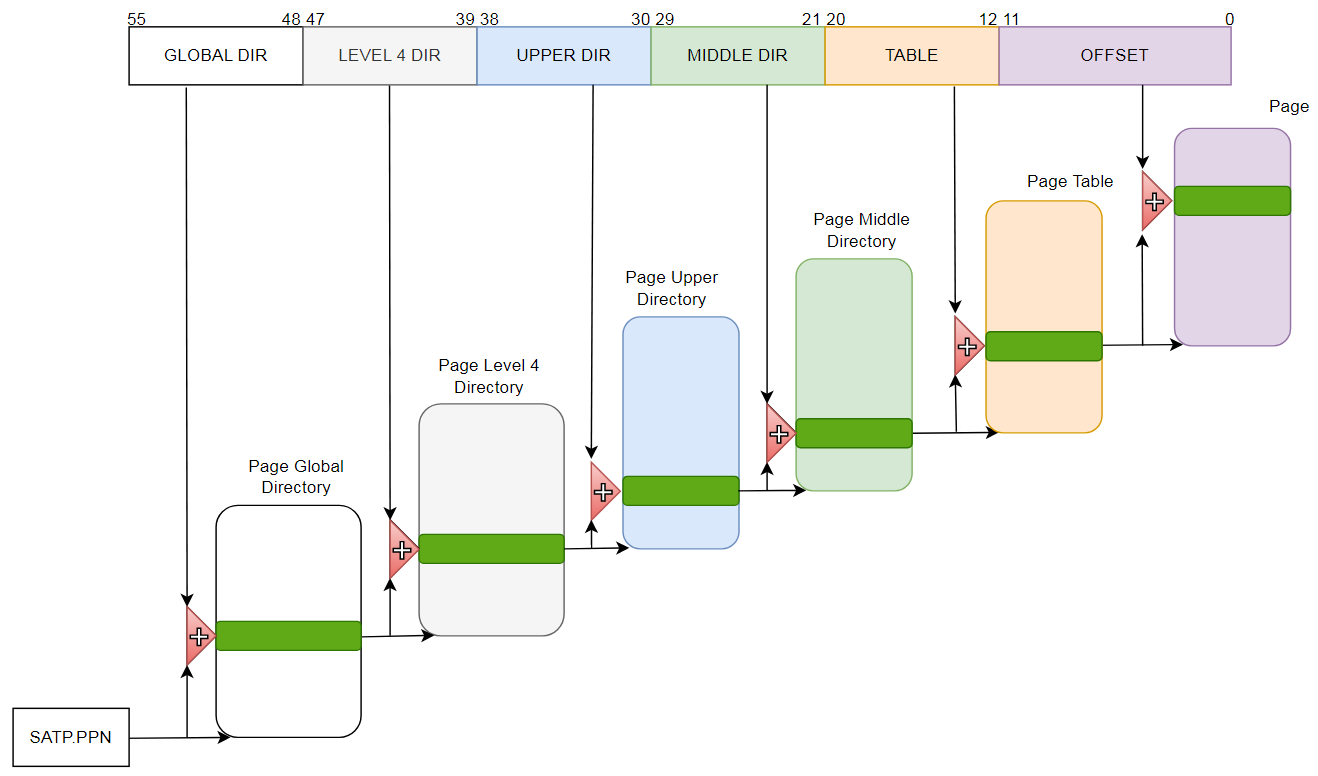 55 48 47 39 38 30 29 21 20 12 11 0
GLOBAL DIR LEVEL 4 DIR UPPER DIR MIDDLE DIR TABLE OFFSET
Page
Page Table
Page Middle
Directory
Page Upper
Directory
Page Level 4
Directory
Page Global
Directory
SATP.PPN